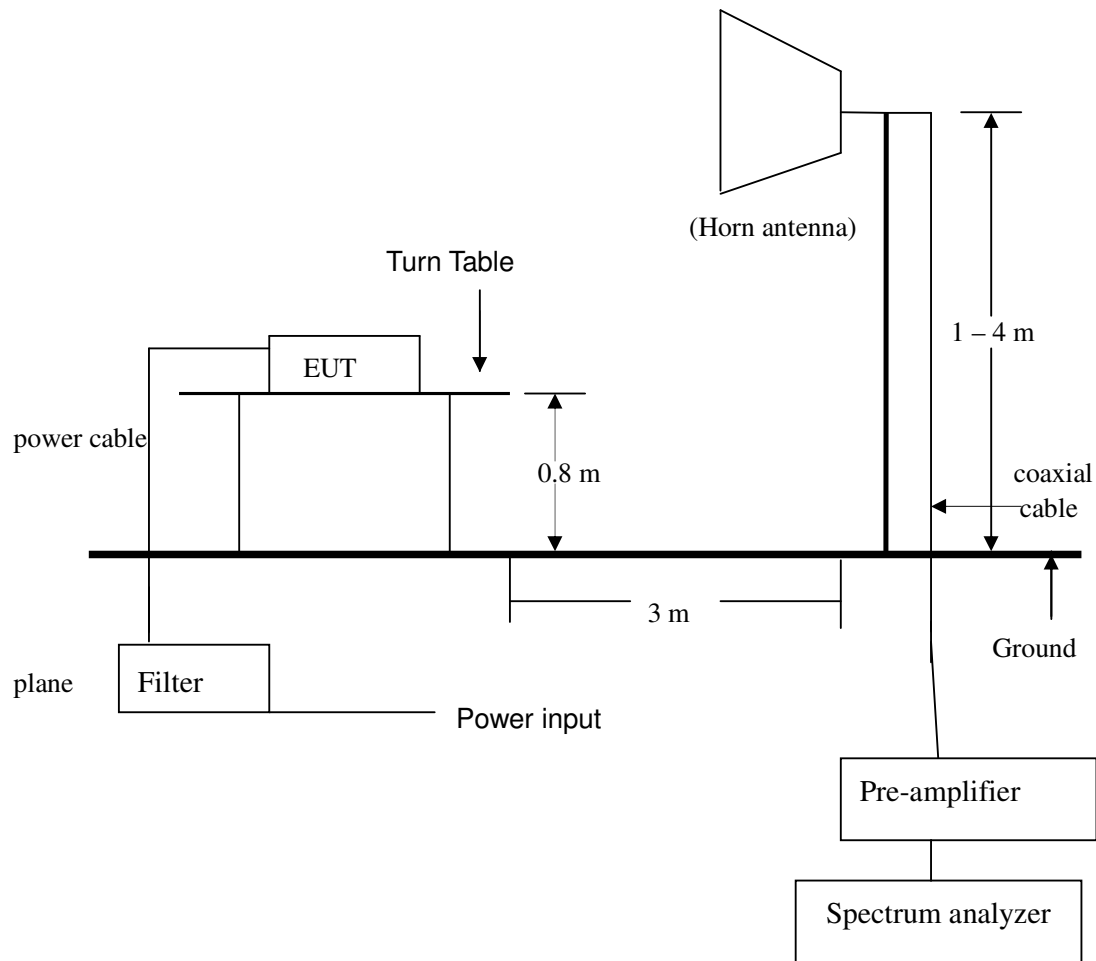 (Horn antenna)
Turn Table
1 – 4 m
EUT
power cable
0.8 m
coaxial
cable
3 m
Ground
plane
Filter
Power input
Pre-amplifier
Spectrum analyzer